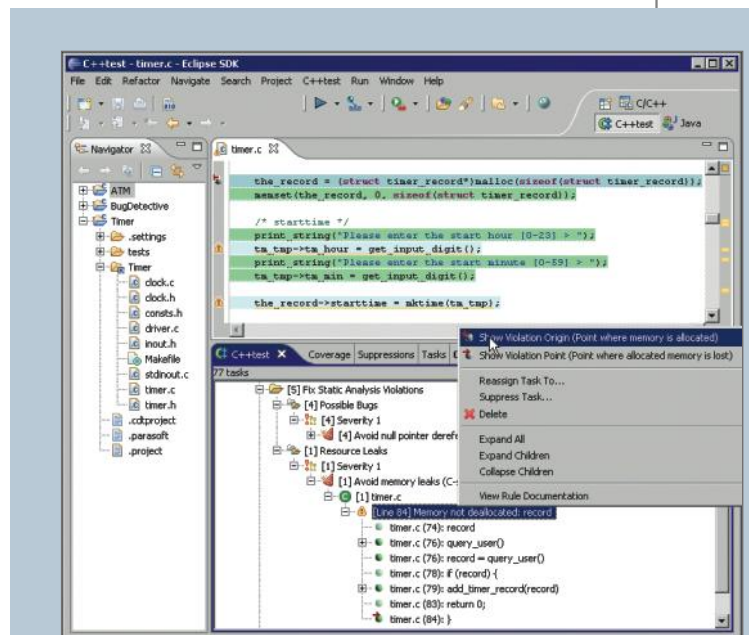 C++test - timer.c - Eclipse SDK
File Edit Refactor Navigate Search Project C++test Run Window Help
C/C++
C++test Java
Navigator
timer.c
ATM
BugDetective
Timer
.settings
tests
Timer
clock.c
clock.h
consts.h
driver.c
inout.h
Makefile
stdinout.c
timer.c
timer.h
.cdtproject
.parasoft
.project
the_record = (struct timer_record*)malloc(sizeof(struct timer_record));
memset(the_record, 0, sizeof(struct timer_record));
/* starttime */
print_string("Please enter the start hour [0-23] > ");
tm_tmp->tm_hour = get_input_digit();
print_string("Please enter the start minute [0-59] > ");
tm_tmp->tm_min = get_input_digit();
the_record->starttime = mktime(tm_tmp);
C++test Coverage Suppressions Tasks
77 tasks
[5] Fix Static Analysis Violations
[4] Possible Bugs
[4] Severity 1
[4] Avoid null pointer deref
[1] Resource Leaks
[1] Severity 1
[1] Avoid memory leaks (C-s
[1] timer.c
[Line 84] Memory not deallocated: record
timer.c (74): record
timer.c (76): query_user()
timer.c (76): record = query_user()
timer.c (78): if (record) {
timer.c (79): add_timer_record(record)
timer.c (83): return 0;
timer.c (84): }
Show Violation Origin (Point where memory is allocated)
Show Violation Point (Point where allocated memory is lost)
Reassign Task To...
Suppress Task...
Delete
Expand All
Expand Children
Collapse Children
View Rule Documentation